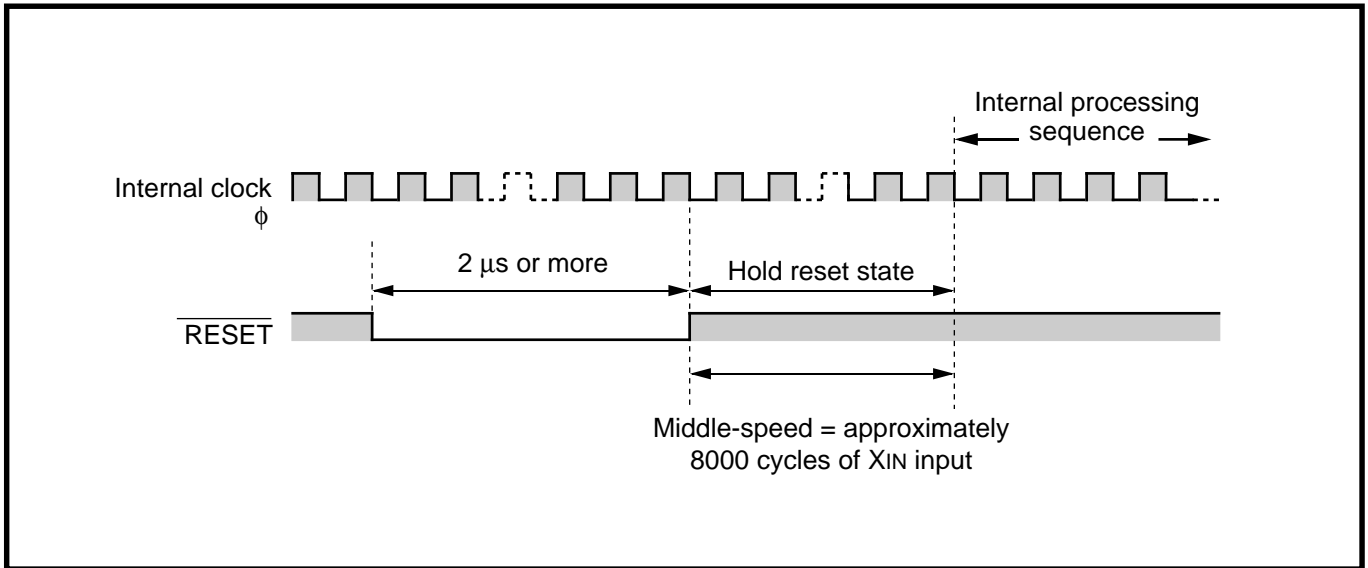 Internal processing
sequence
Internal clock
ϕ
2 μs or more
Hold reset state
RESET
Middle-speed = approximately
8000 cycles of XIN input